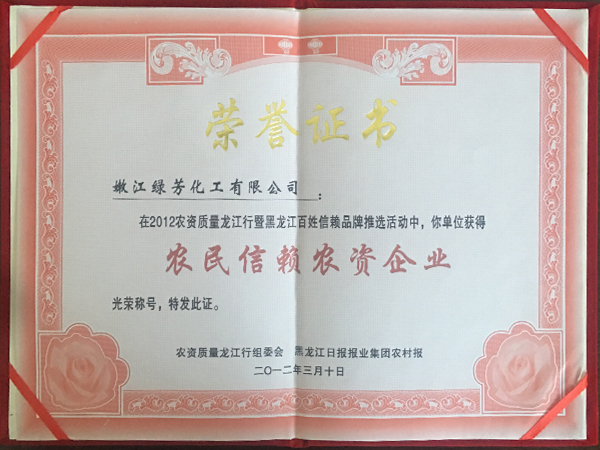 荣誉证书
嫩江绿芳化工有限公司：
在2012农资质量龙江行暨黑龙江百姓信赖品牌推选活动中，你单位获得
农民信赖农资企业
光荣称号，特发此证。
农资质量龙江行组委会 黑龙江日报报业集团农村报
二〇一二年三月十日